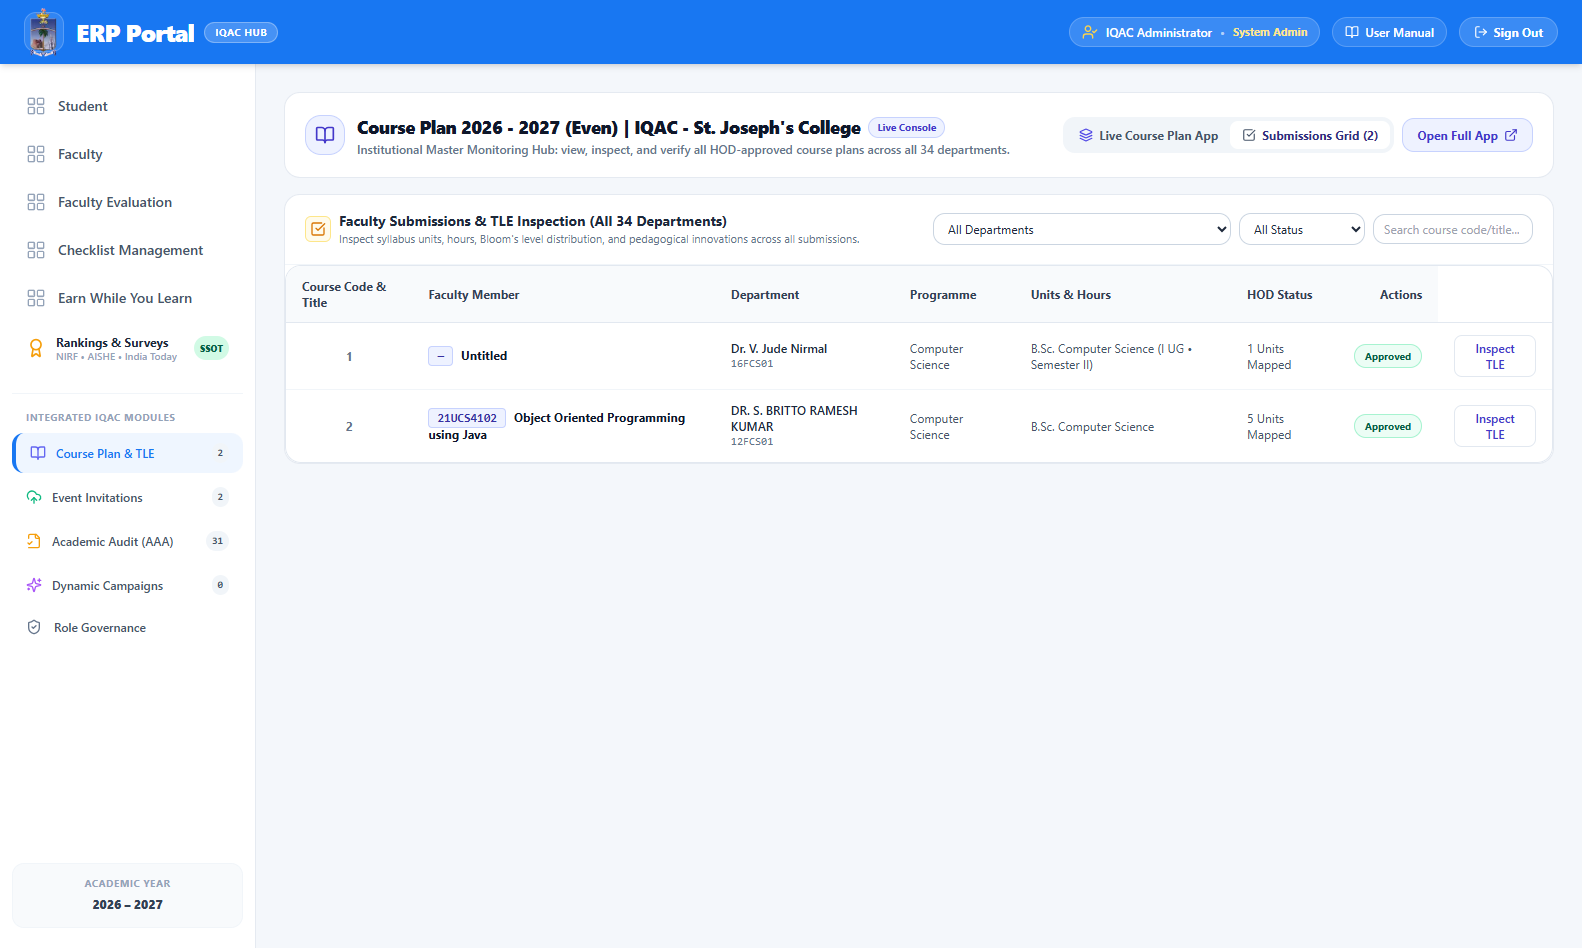 ERP Portal IQAC HUB
IQAC Administrator • System Admin
User Manual
Sign Out
Student
Faculty
Faculty Evaluation
Checklist Management
Earn While You Learn
Rankings & Surveys SSOT
NIRF • AISHE • India Today
INTEGRATED IQAC MODULES
Course Plan & TLE 2
Event Invitations 2
Academic Audit (AAA) 31
Dynamic Campaigns 0
Role Governance
ACADEMIC YEAR
2026 – 2027
Course Plan 2026 - 2027 (Even) | IQAC - St. Joseph's College Live Console
Institutional Master Monitoring Hub: view, inspect, and verify all HOD-approved course plans across all 34 departments.
Live Course Plan App
Submissions Grid (2)
Open Full App
Faculty Submissions & TLE Inspection (All 34 Departments)
Inspect syllabus units, hours, Bloom's level distribution, and pedagogical innovations across all submissions.
All Departments
All Status
Search course code/title...
Course Code &
Title
Faculty Member
Department
Programme
Units & Hours
HOD Status
Actions
1
– Untitled
Dr. V. Jude Nirmal
16FCS01
Computer
Science
B.Sc. Computer Science (I UG •
Semester II)
1 Units
Mapped
Approved
Inspect
TLE
2
21UCS4102 Object Oriented Programming
using Java
DR. S. BRITTO RAMESH
KUMAR
12FCS01
Computer
Science
B.Sc. Computer Science
5 Units
Mapped
Approved
Inspect
TLE